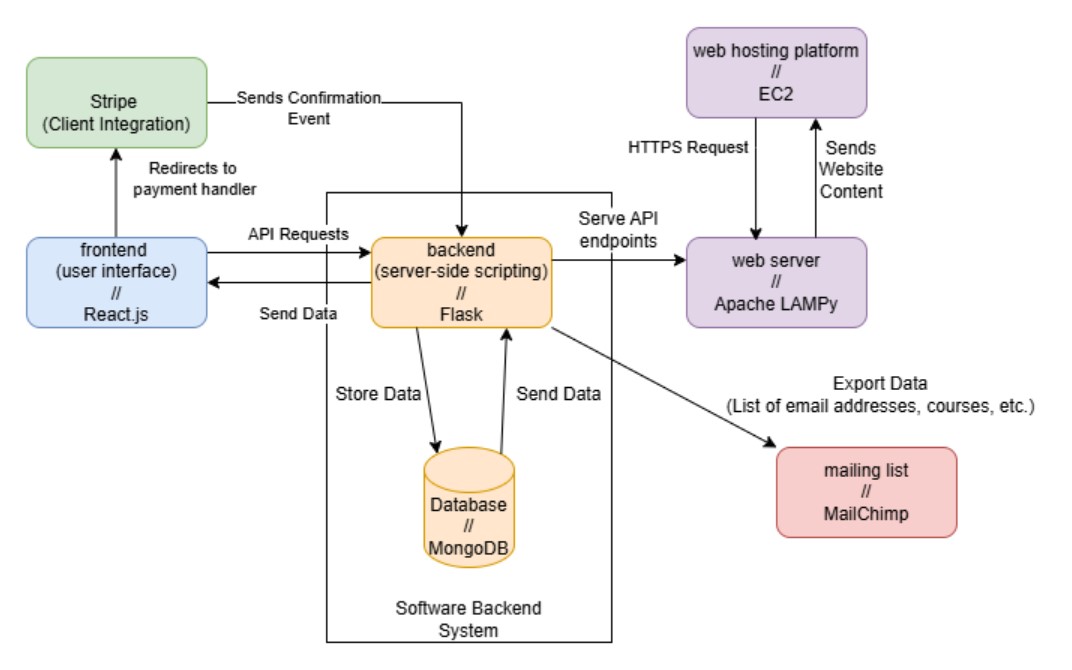 Stripe
(Client Integration)
Sends Confirmation
Event
web hosting platform
//
EC2
Redirects to
payment handler
HTTPS Request
Sends
Website
Content
frontend
(user interface)
//
React.js
API Requests
Send Data
backend
(server-side scripting)
//
Flask
Serve API
endpoints
web server
//
Apache LAMPy
Store Data
Send Data
Export Data
(List of email addresses, courses, etc.)
Database
//
MongoDB
mailing list
//
MailChimp
Software Backend
System